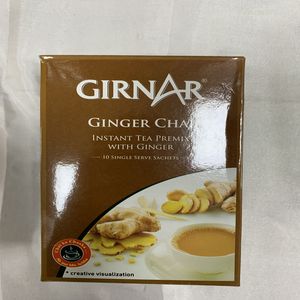 GIRNAR®
GINGER CHAI
INSTANT TEA PREMIX
WITH GINGER
10 SINGLE SERVE SACHETS
* creative visualization